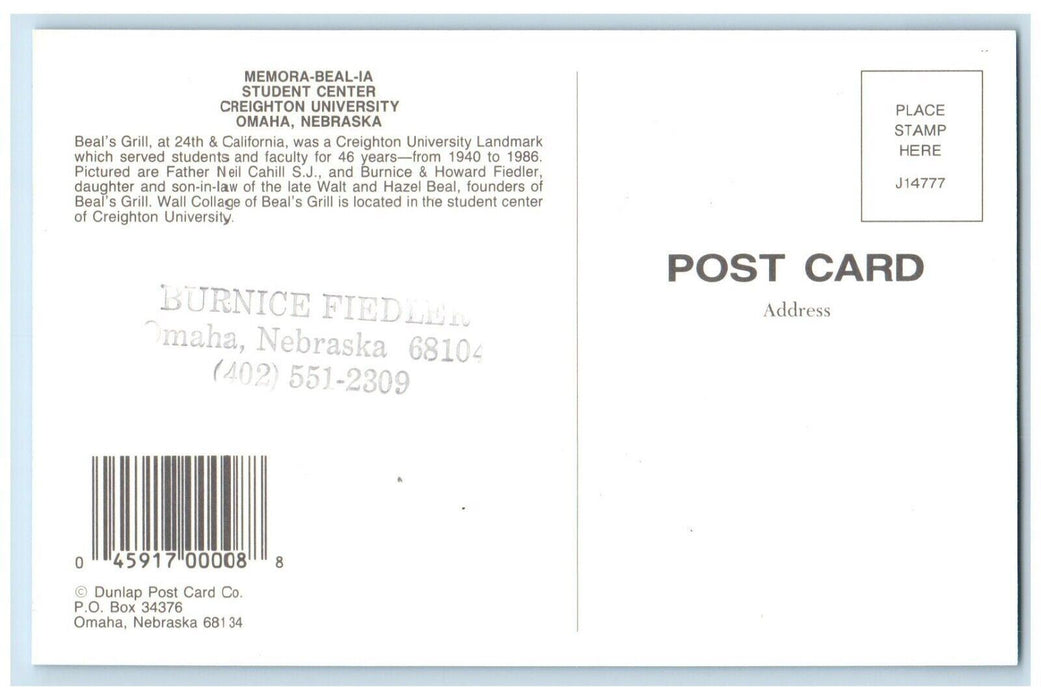 MEMORA-BEAL-IA
STUDENT CENTER
CREIGHTON UNIVERSITY
OMAHA, NEBRASKA
Beal's Grill, at 24th & California, was a Creighton University Landmark
which served students and faculty for 46 years—from 1940 to 1986.
Pictured are Father Neil Cahill S.J., and Burnice & Howard Fiedler,
daughter and son-in-law of the late Walt and Hazel Beal, founders of
Beal's Grill. Wall Collage of Beal's Grill is located in the student center
of Creighton University.
BURNICE FIEDLER
Omaha, Nebraska 68104
(402) 551-2309
0 45917 00008 8
© Dunlap Post Card Co.
P.O. Box 34376
Omaha, Nebraska 68134
PLACE
STAMP
HERE
J14777
POST CARD
Address